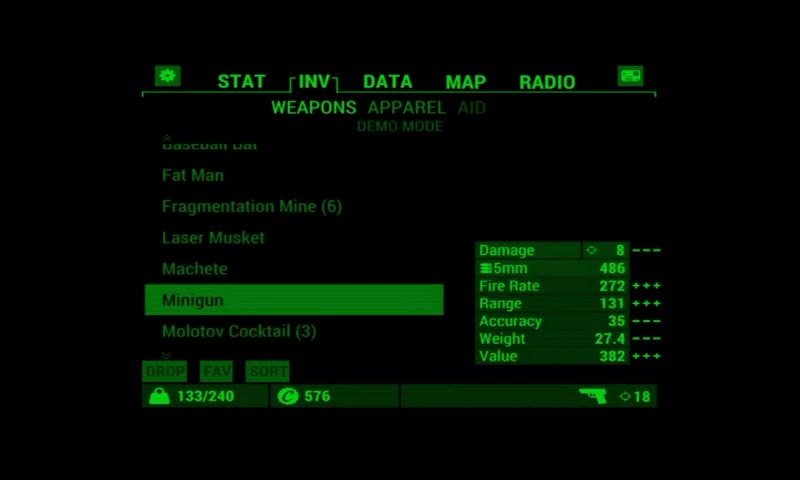 STAT INV DATA MAP RADIO
WEAPONS APPAREL AID
DEMO MODE
Baseball Bat
Fat Man
Fragmentation Mine (6)
Laser Musket
Machete
Minigun
Molotov Cocktail (3)
Damage 8 ---
5mm 486
Fire Rate 272 +++
Range 131 +++
Accuracy 35 ---
Weight 27.4 ---
Value 382 +++
DROP FAV SORT
133/240 576 18